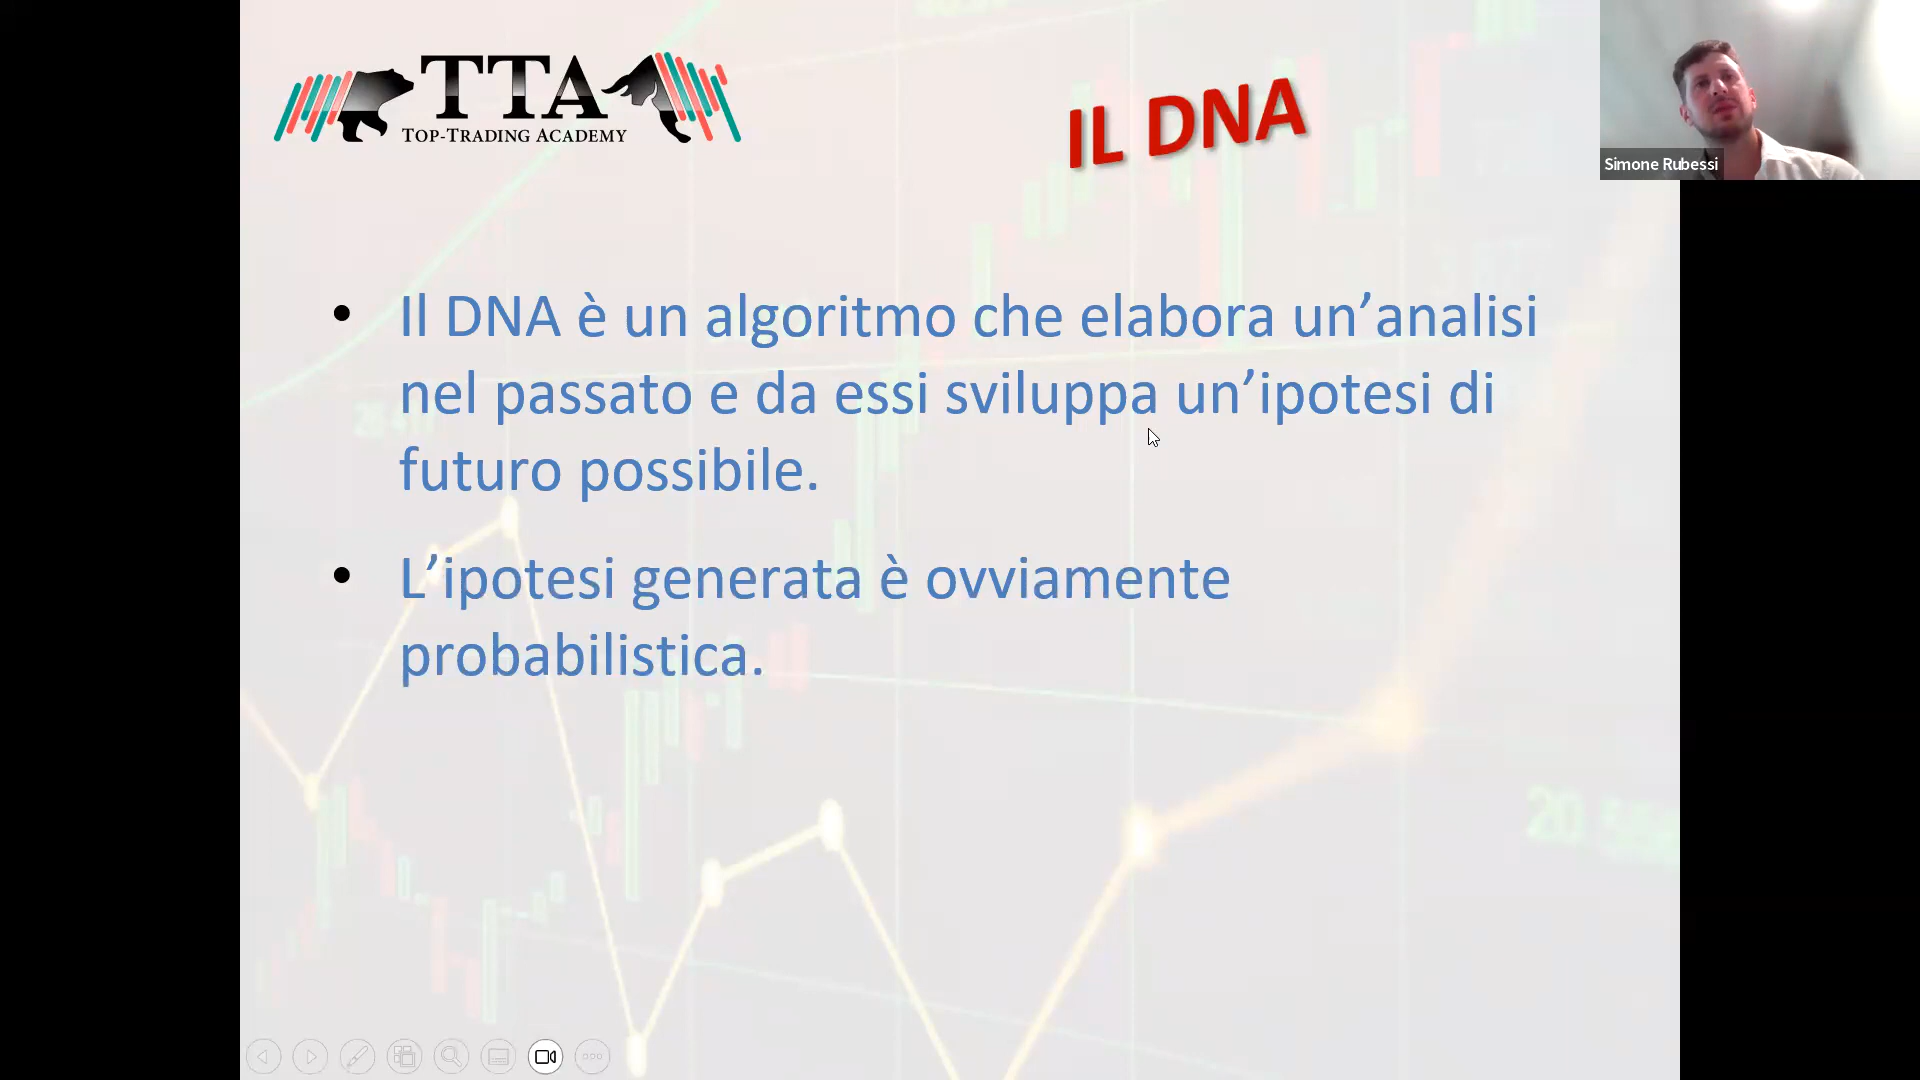 TTA
TOP-TRADING ACADEMY
IL DNA
Simone Rubessi
• Il DNA è un algoritmo che elabora un’analisi
nel passato e da essi sviluppa un’ipotesi di
futuro possibile.
• L’ipotesi generata è ovviamente
probabilistica.